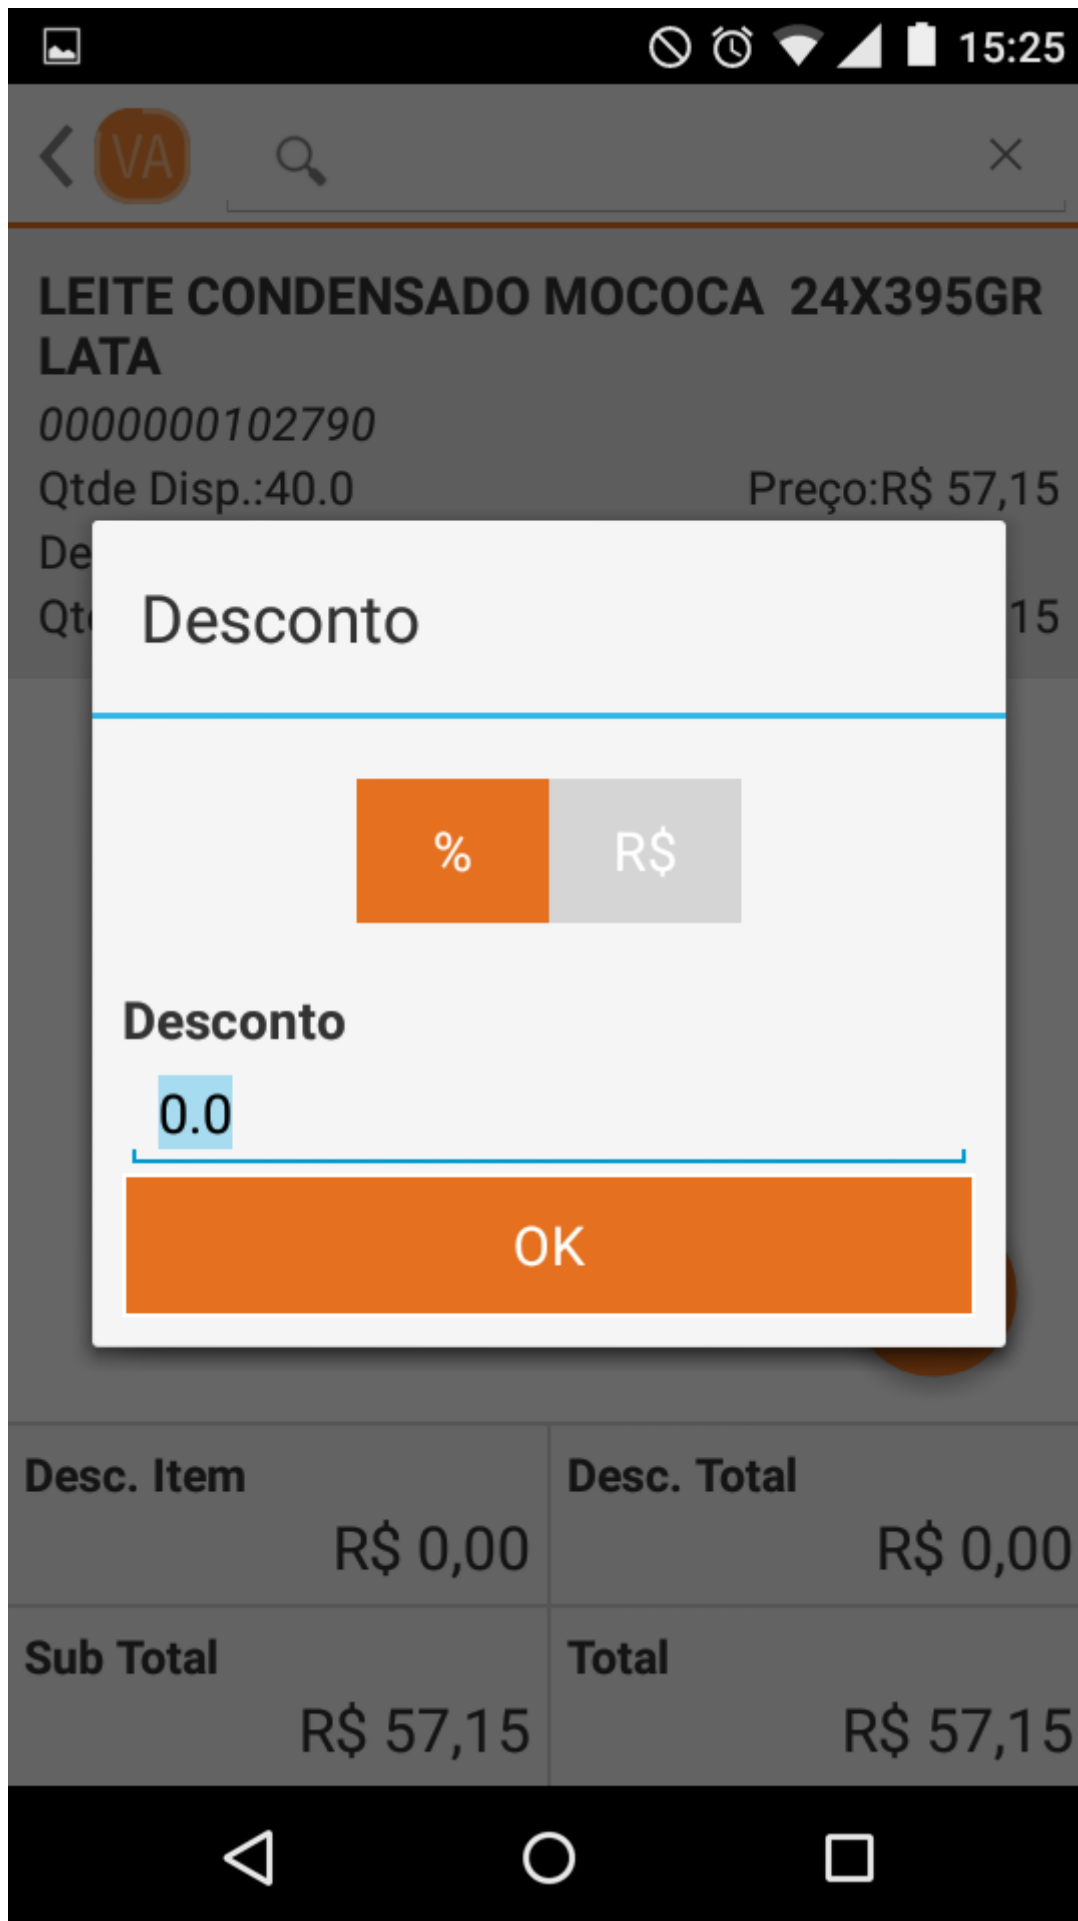 15:25
VA
LEITE CONDENSADO MOCOCA  24X395GR
LATA
0000000102790
Qtde Disp.:40.0 Preço:R$ 57,15
De
Qt 15
Desconto
% R$
Desconto
0.0
OK
Desc. Item Desc. Total
R$ 0,00 R$ 0,00
Sub Total Total
R$ 57,15 R$ 57,15